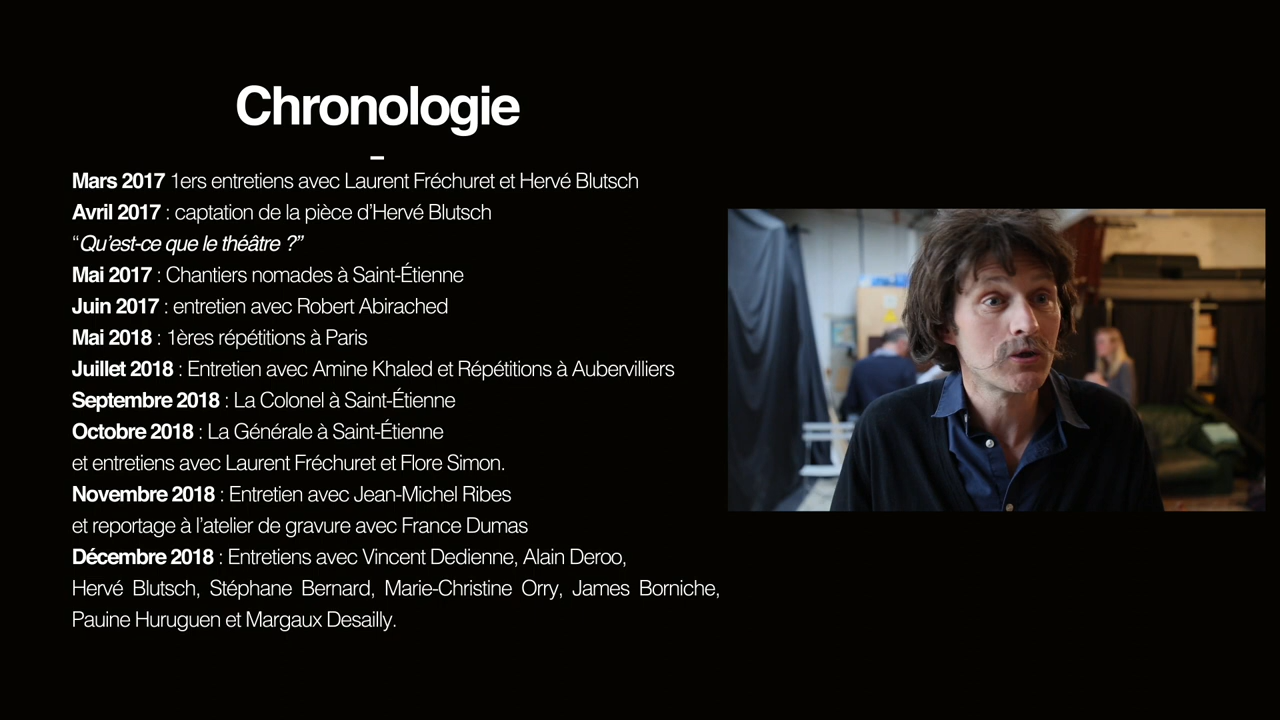 Chronologie
–
Mars 2017 1ers entretiens avec Laurent Fréchuret et Hervé Blutsch
Avril 2017 : captation de la pièce d’Hervé Blutsch
“Qu’est-ce que le théâtre ?”
Mai 2017 : Chantiers nomades à Saint-Étienne
Juin 2017 : entretien avec Robert Abirached
Mai 2018 : 1ères répétitions à Paris
Juillet 2018 : Entretien avec Amine Khaled et Répétitions à Aubervilliers
Septembre 2018 : La Colonel à Saint-Étienne
Octobre 2018 : La Générale à Saint-Étienne
et entretiens avec Laurent Fréchuret et Flore Simon.
Novembre 2018 : Entretien avec Jean-Michel Ribes
et reportage à l’atelier de gravure avec France Dumas
Décembre 2018 : Entretiens avec Vincent Dedienne, Alain Deroo,
Hervé Blutsch, Stéphane Bernard, Marie-Christine Orry, James Borniche,
Pauine Huruguen et Margaux Desailly.